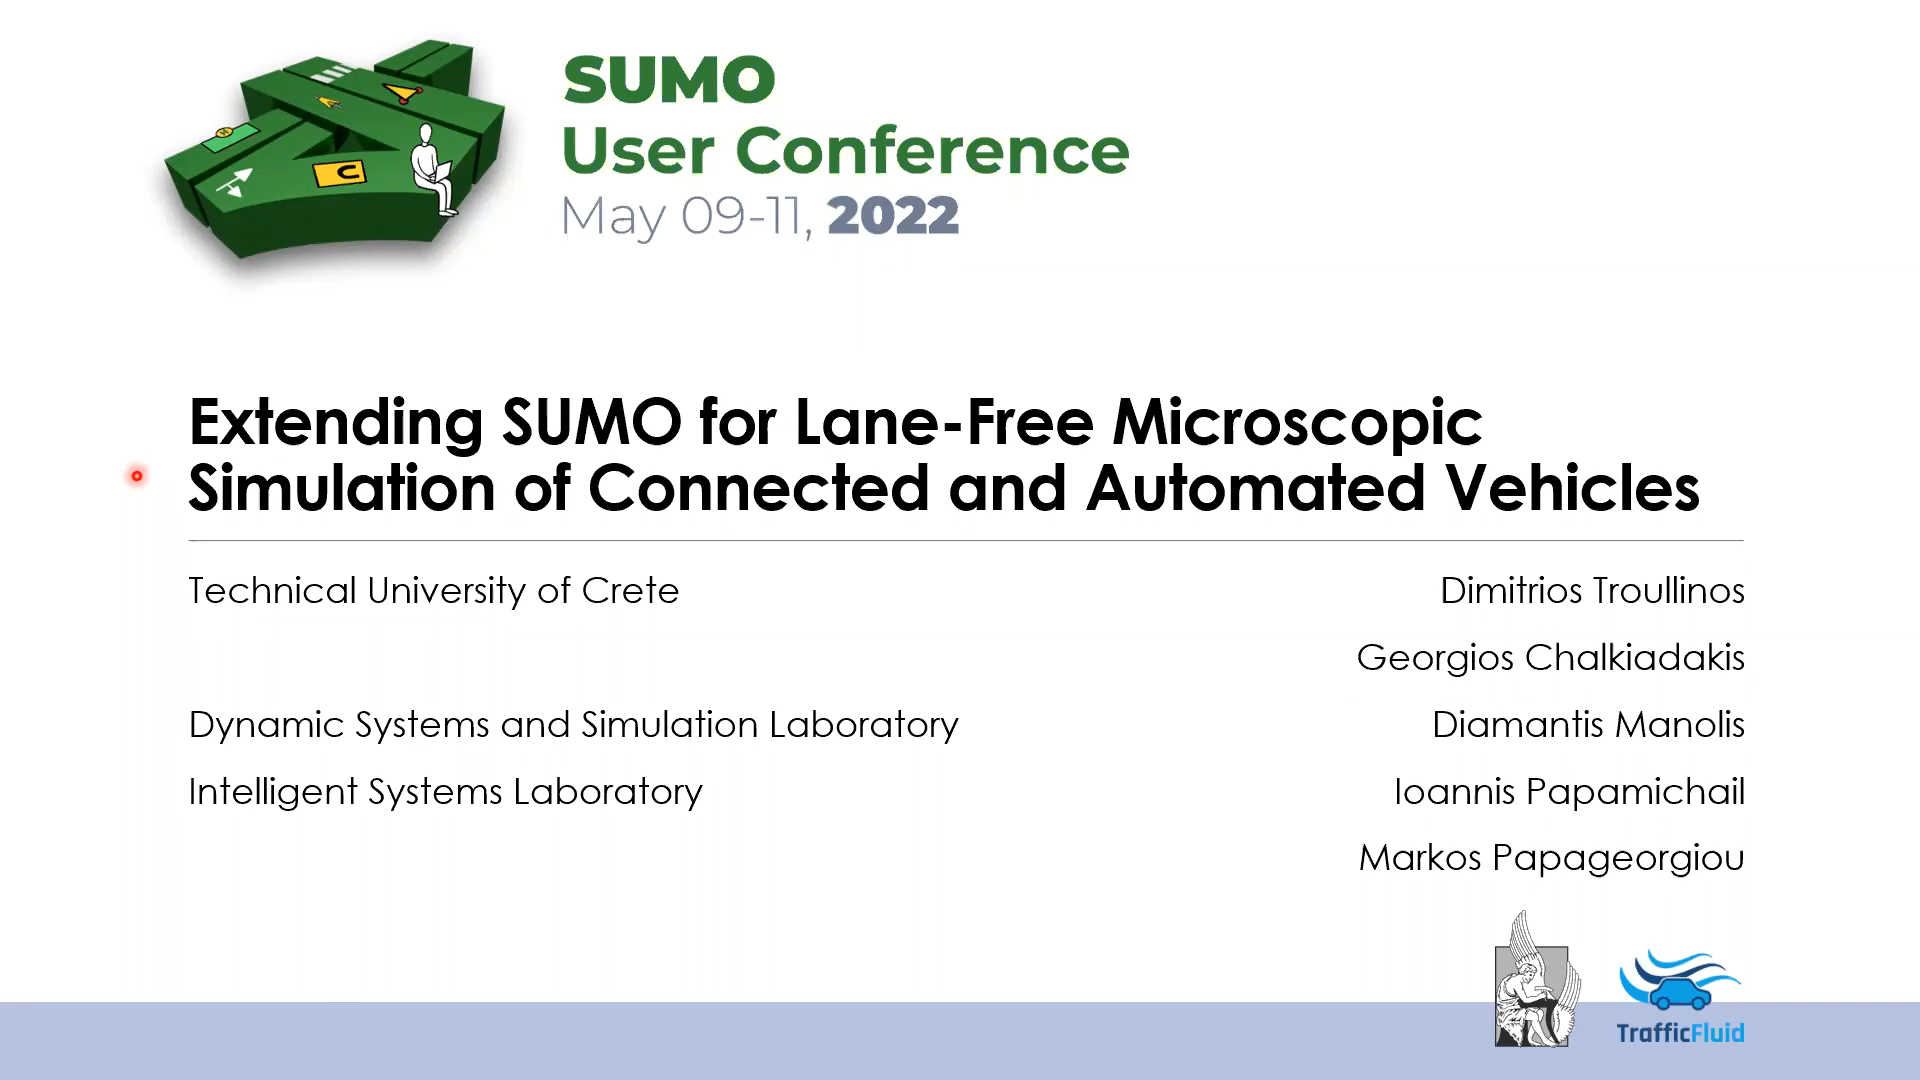 SUMO
User Conference
May 09-11, 2022
Extending SUMO for Lane-Free Microscopic
Simulation of Connected and Automated Vehicles
Technical University of Crete
Dimitrios Troullinos
Georgios Chalkiadakis
Dynamic Systems and Simulation Laboratory
Diamantis Manolis
Intelligent Systems Laboratory
Ioannis Papamichail
Markos Papageorgiou
TrafficFluid